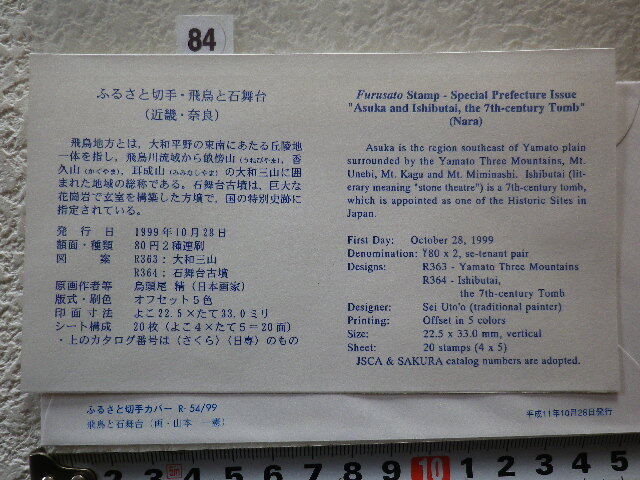 84
ふるさと切手・飛鳥と石舞台
(近畿・奈良)
飛鳥地方とは、大和平野の東南にあたる丘陵地
一体を指し、飛鳥川流域から畝傍山(うねびやま)、香
久山(かぐやま)、耳成山(みみなしやま)の大和三山に囲
まれた地域の総称である。石舞台古墳は、巨大な
花崗岩で玄室を構築した方墳で、国の特別史跡に
指定されている。
発行日 1999年10月28日
額面・種類 80円2種連刷
図案 R363:大和三山
R364:石舞台古墳
原画作者等 烏頭尾 精(日本画家)
版式・刷色 オフセット5色
印面寸法 よこ22.5×たて33.0ミリ
シート構成 20枚(よこ4×たて5=20面)
・上のカタログ番号は〈さくら〉〈日専〉のもの
Furusato Stamp - Special Prefecture Issue
"Asuka and Ishibutai, the 7th-century Tumb"
(Nara)
Asuka is the region southeast of Yamato plain
surrounded by the Yamato Three Mountains, Mt.
Unebi, Mt. Kagu and Mt. Miminashi. Ishibutai (lit-
erary meaning "stone theatre") is a 7th-century tomb,
which is appointed as one of the Historic Sites in
Japan.
First Day: October 28, 1999
Denomination: ¥80 x 2, se-tenant pair
Designs: R363 - Yamato Three Mountains
R364 - Ishibutai,
the 7th-century Tomb
Designer: Sei Uto'o (traditional painter)
Printing: Offset in 5 colors
Size: 22.5 x 33.0 mm, vertical
Sheet: 20 stamps (4 x 5)
JSCA & SAKURA catalog numbers are adopted.
ふるさと切手カバー R-54/99
飛鳥と石舞台(画・山本 一憲)
平成11年10月28日発行
2 3 4 5 6 7 8 9 10 1 2 3 4 5